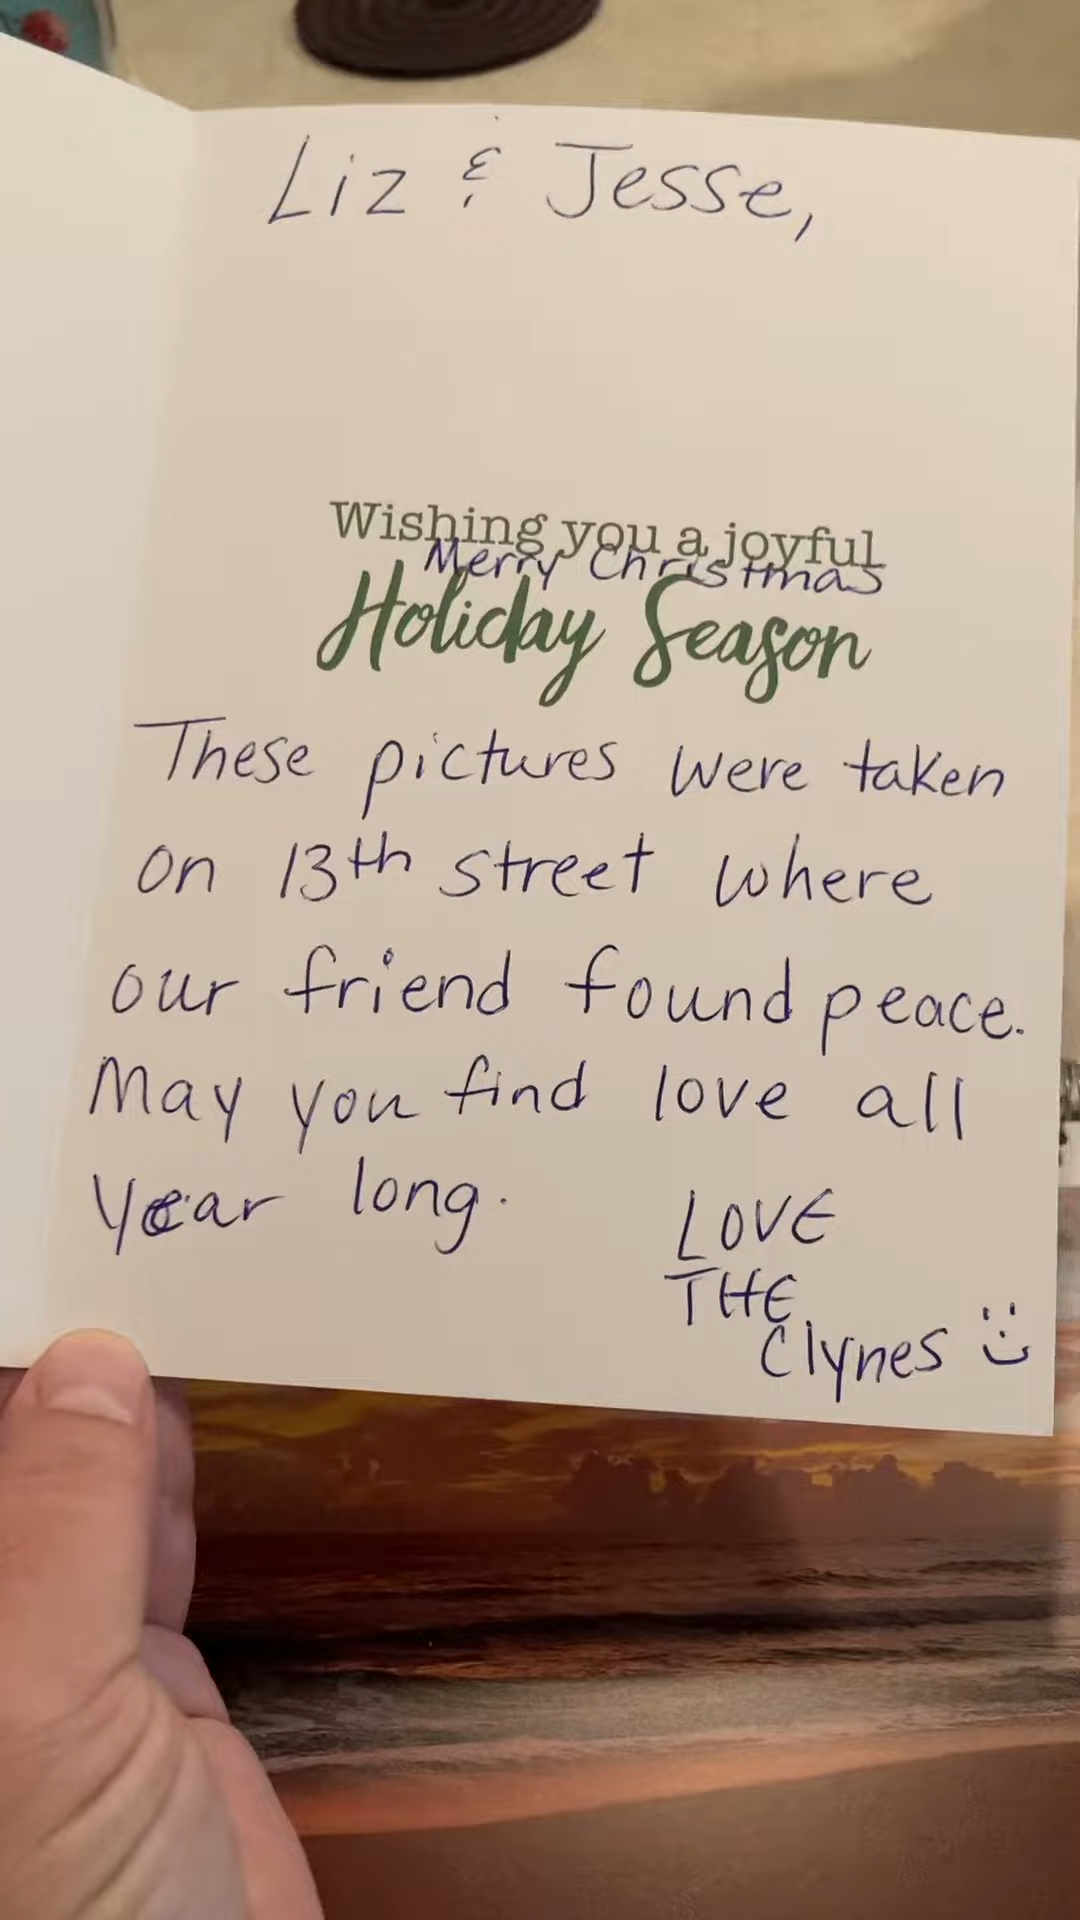 Liz & Jesse,
Wishing you a joyful
Merry Christmas
Holiday Season
These pictures were taken
on 13th street where
our friend found peace.
May you find love all
year long.
LOVE
THE
Clynes